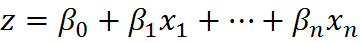 z = β₀ + β₁x₁ + ⋯ + βₙxₙ